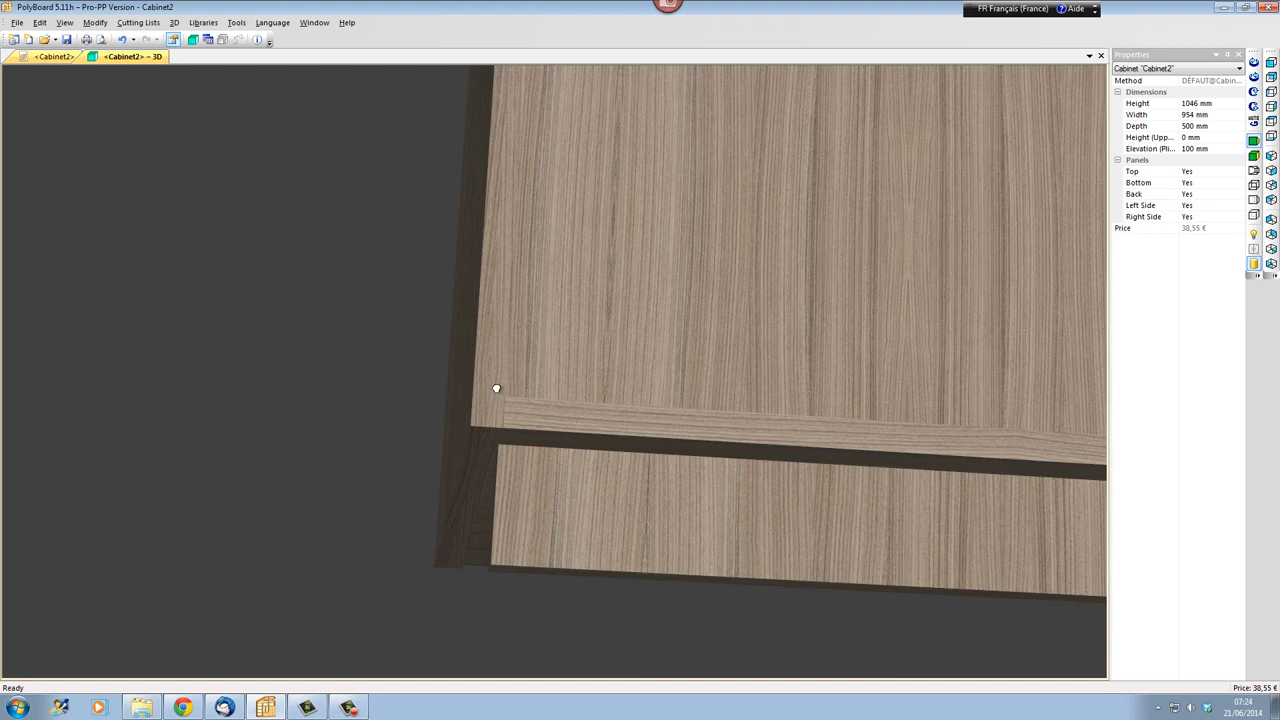 PolyBoard 5.11h – Pro-PP Version - Cabinet2
FR Français (France) Aide
File Edit View Machining Cutting Lists 3D Libraries Tools Language Window Help
<Cabinet2> <Cabinet2> – 3D
Properties
Cabinet "Cabinet2"
Method DÉFAUT@Cabin...
Dimensions
Height 1046 mm
Width 954 mm
Depth 500 mm
Height (Upp... 0 mm
Elevation (Pli... 100 mm
Panels
Top Yes
Bottom Yes
Back Yes
Left Side Yes
Right Side Yes
Price 38,55 €
AUTO
Ready Price: 38,55 €
07:24
21/06/2014